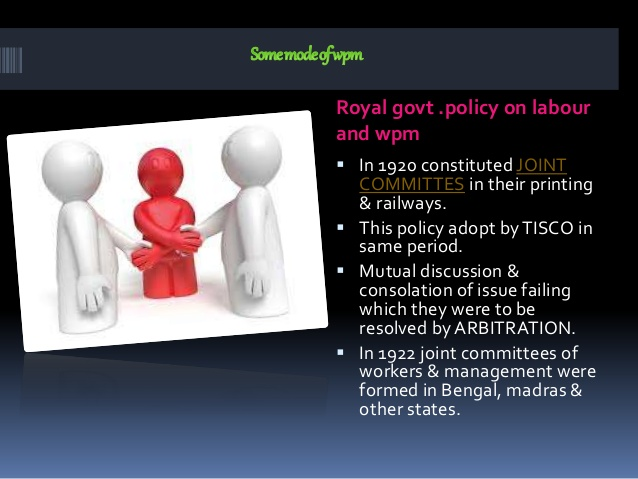 Some mode of wpm
Royal govt .policy on labour
and wpm
▪ In 1920 constituted JOINT
COMMITTES in their printing
& railways.
▪ This policy adopt by TISCO in
same period.
▪ Mutual discussion &
consolation of issue failing
which they were to be
resolved by ARBITRATION.
▪ In 1922 joint committees of
workers & management were
formed in Bengal, madras &
other states.